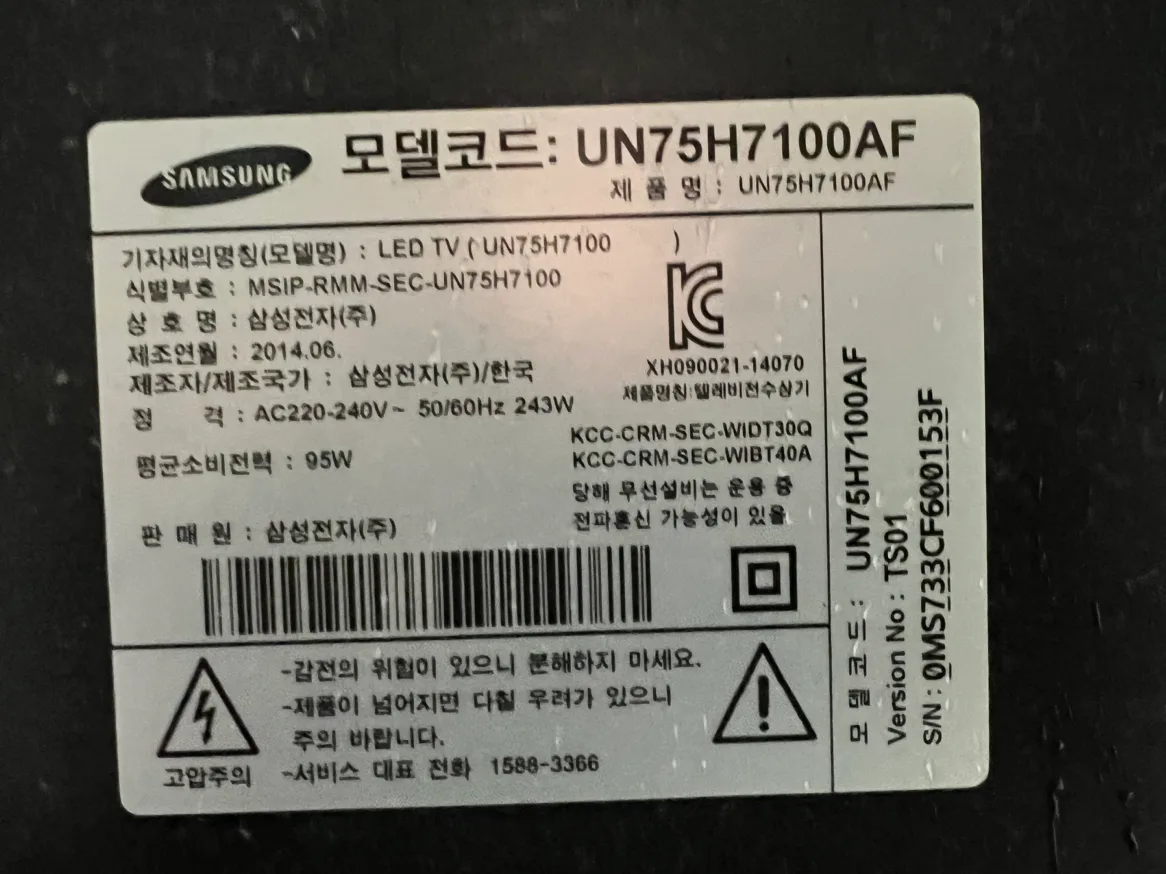 SAMSUNG
모델코드: UN75H7100AF
제 품 명 : UN75H7100AF
기자재의명칭(모델명) : LED TV ( UN75H7100 )
식별부호 : MSIP-RMM-SEC-UN75H7100
상 호 명 : 삼성전자(주)
제조연월 : 2014.06.
제조자/제조국가 : 삼성전자(주)/한국
정 격 : AC220-240V~ 50/60Hz 243W
평균소비전력 : 95W
판 매 원 : 삼성전자(주)
XH090021-14070
제품명칭:텔레비전수상기
KCC-CRM-SEC-WIDT30Q
KCC-CRM-SEC-WIBT40A
당해 무선설비는 운용 중
전파혼신 가능성이 있음
고압주의
-감전의 위험이 있으니 분해하지 마세요.
-제품이 넘어지면 다칠 우려가 있으니
주의 바랍니다.
-서비스 대표 전화 1588-3366
모 델 코 드 : UN75H7100AF
Version No : TS01
S/N : 0MS733CF600153F